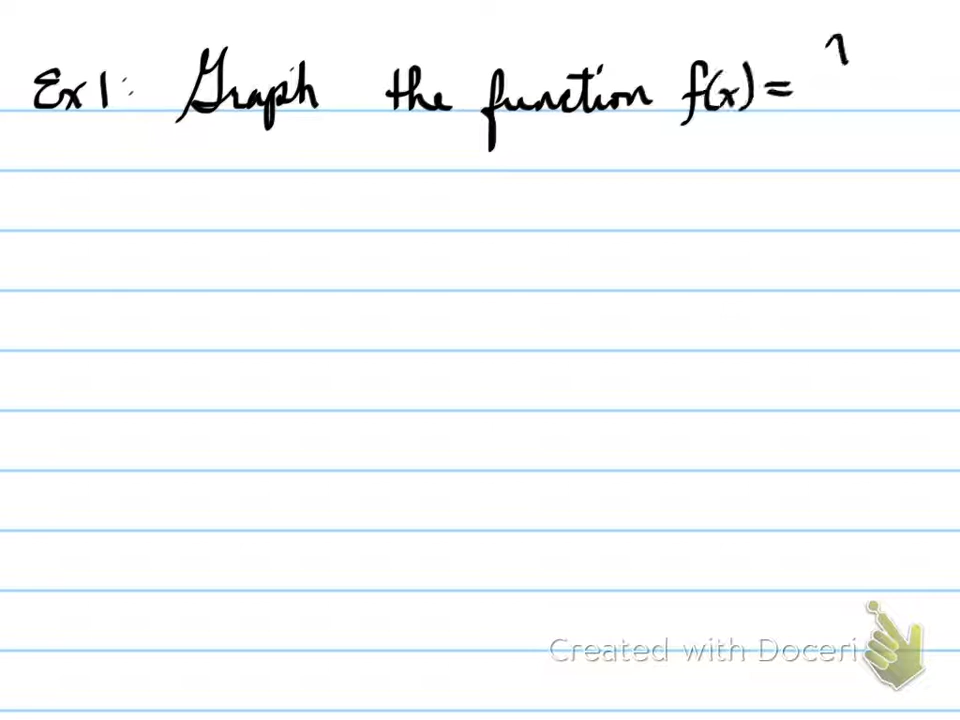 Ex 1: Graph the function f(x) =
Created with Doceri